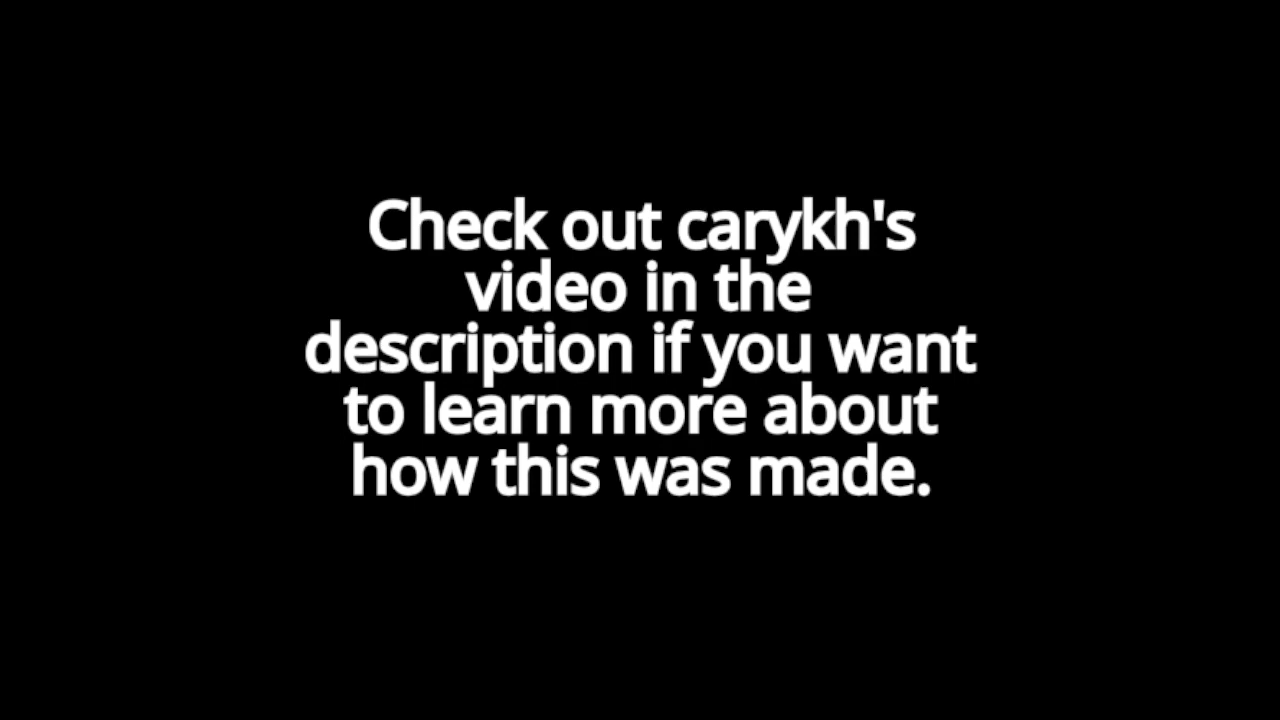 Check out carykh's
video in the
description if you want
to learn more about
how this was made.